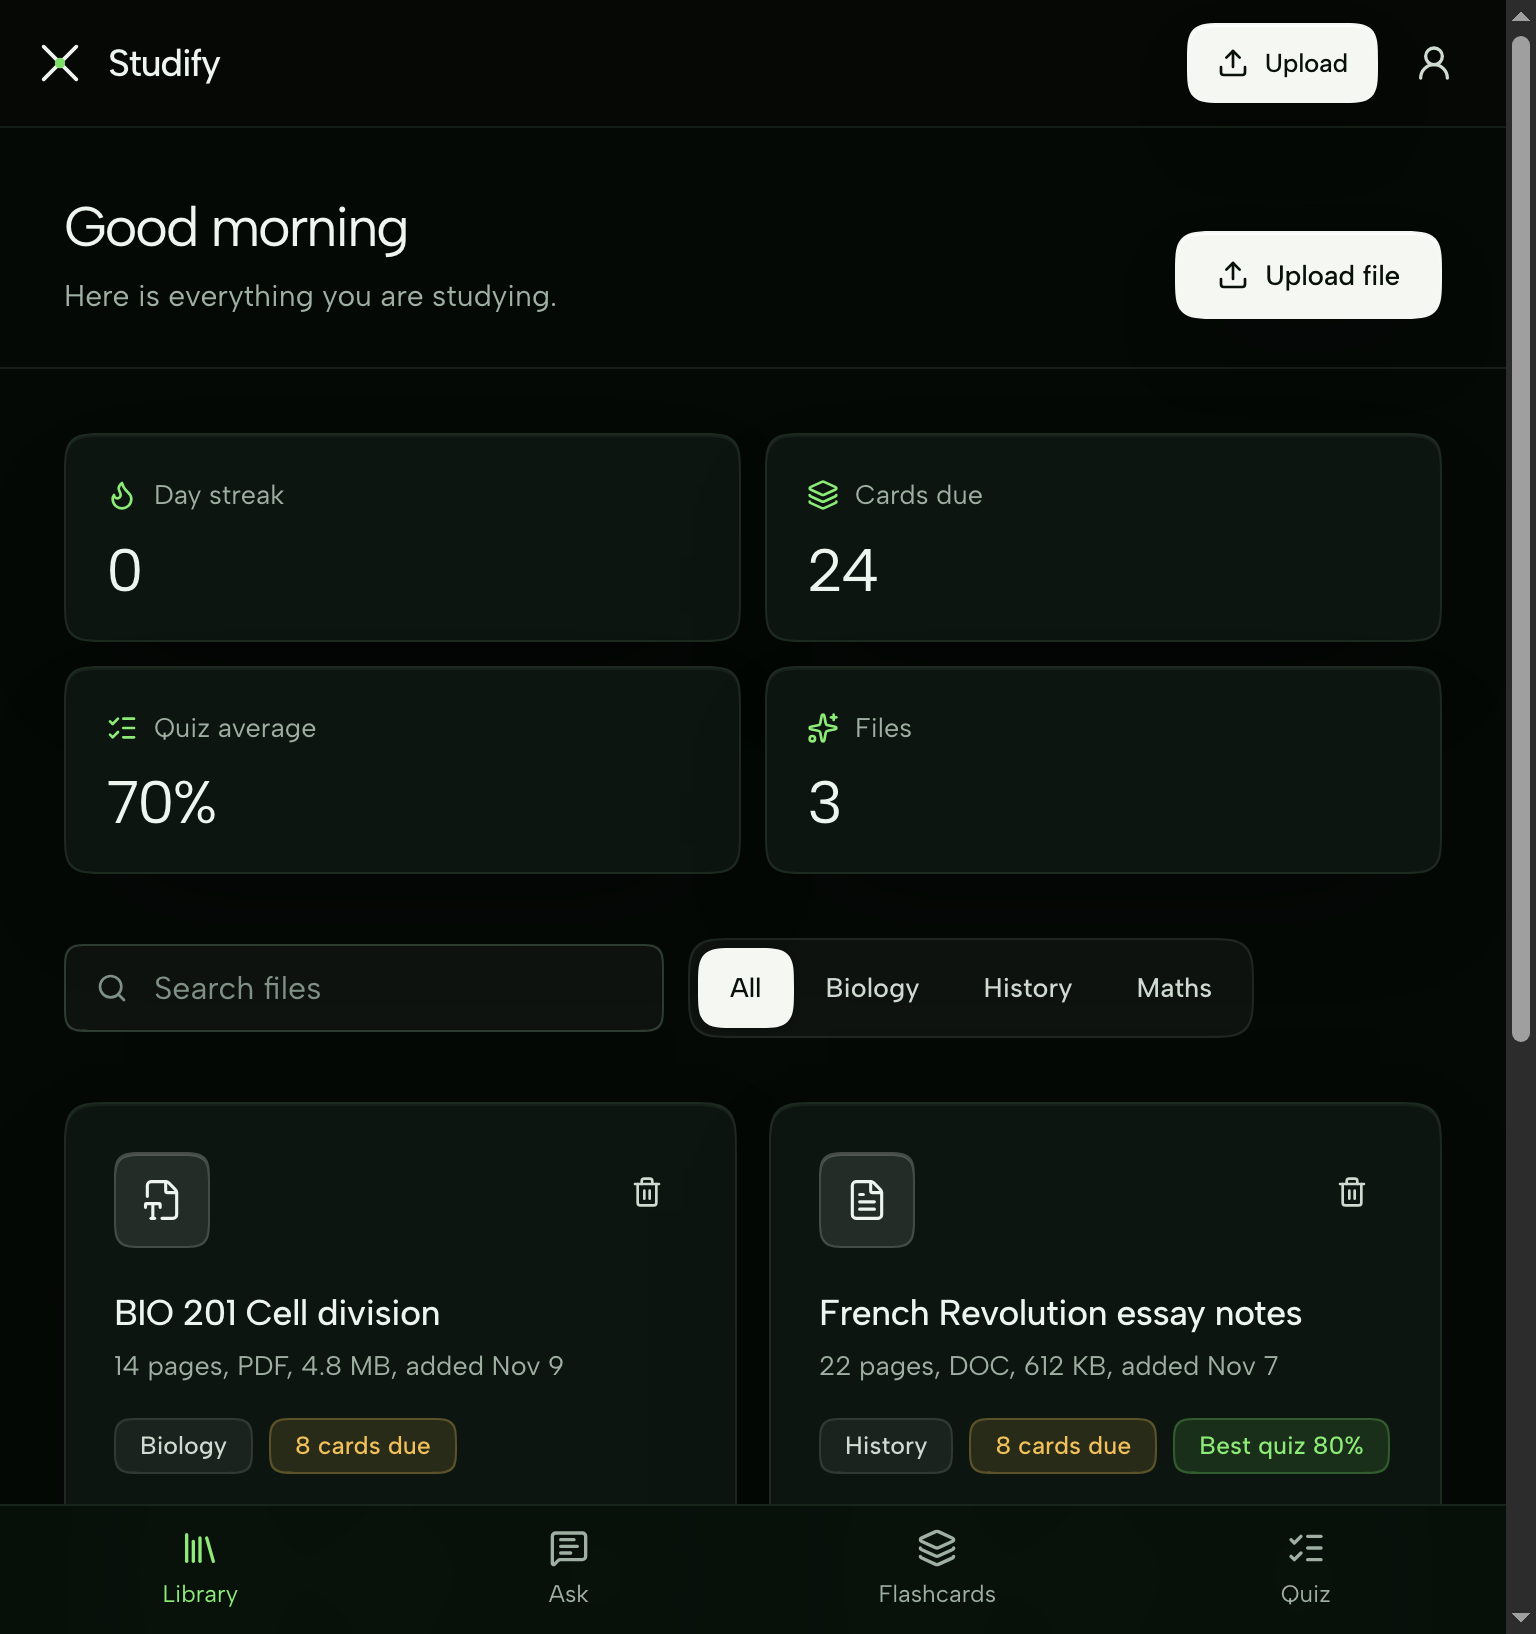 Studify
Upload
Good morning
Here is everything you are studying.
Upload file
Day streak
0
Cards due
24
Quiz average
70%
Files
3
Search files
All
Biology
History
Maths
BIO 201 Cell division
14 pages, PDF, 4.8 MB, added Nov 9
Biology
8 cards due
French Revolution essay notes
22 pages, DOC, 612 KB, added Nov 7
History
8 cards due
Best quiz 80%
Library
Ask
Flashcards
Quiz